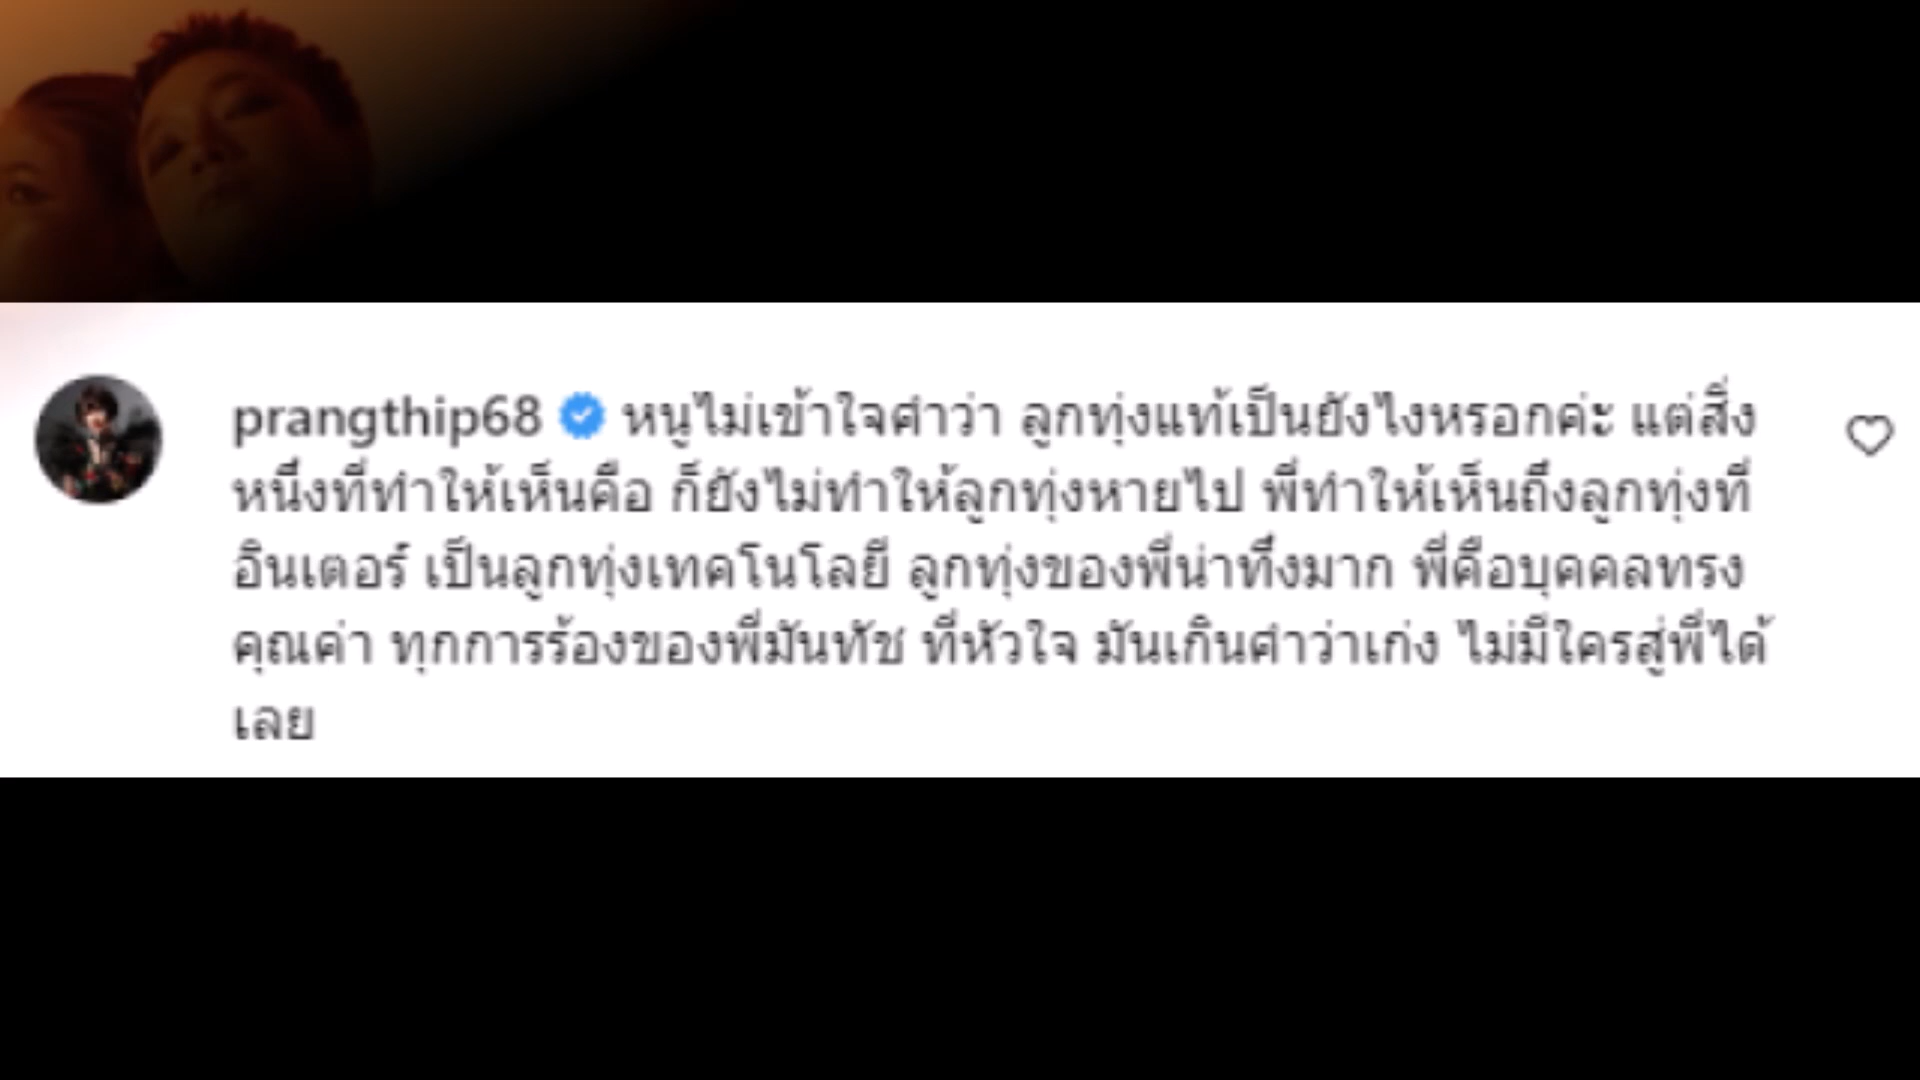 prangthip68 หนูไม่เข้าใจคำว่า ลูกทุ่งแท้เป็นยังไงหรอกค่ะ แต่สิ่ง
หนึ่งที่ทำให้เห็นคือ ก็ยังไม่ทำให้ลูกทุ่งหายไป พี่ทำให้เห็นถึงลูกทุ่งที่
อินเตอร์ เป็นลูกทุ่งเทคโนโลยี ลูกทุ่งของพี่น่าทึ่งมาก พี่คือบุคคลทรง
คุณค่า ทุกการร้องของพี่มันทัช ที่หัวใจ มันเกินคำว่าเก่ง ไม่มีใครสู่พี่ได้
เลย